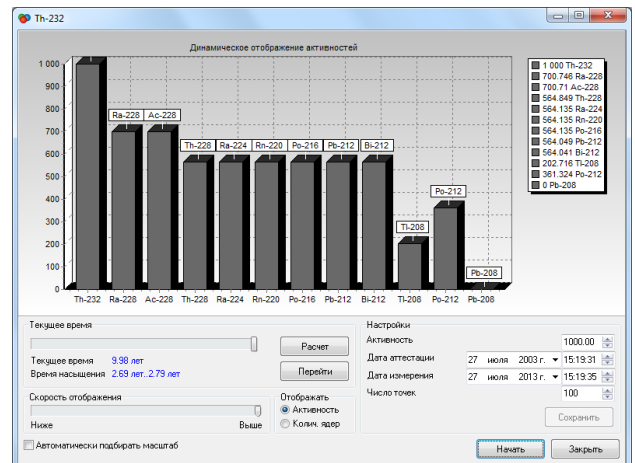 Th-232
Динамическое отображение активностей
1 000
900
800
700
600
500
400
300
200
100
0
Ra-228 Ac-228
Th-228 Ra-224 Rn-220 Po-216 Pb-212 Bi-212
Tl-208
Po-212
Pb-208
Th-232 Ra-228 Ac-228 Th-228 Ra-224 Rn-220 Po-216 Pb-212 Bi-212 Tl-208 Po-212 Pb-208
1 000 Th-232
700.746 Ra-228
700.71 Ac-228
564.849 Th-228
564.135 Ra-224
564.135 Rn-220
564.135 Po-216
564.049 Pb-212
564.041 Bi-212
202.716 Tl-208
361.324 Po-212
0 Pb-208
Текущее время
Расчет
Текущее время 9.98 лет
Время насыщения 2.69 лет..2.79 лет
Перейти
Скорость отображения
Ниже Выше
Отображать
Активность
Колич. ядер
Автоматически подбирать масштаб
Настройки
Активность 1000.00
Дата аттестации 27 июля 2003 г. 15:19:31
Дата измерения 27 июля 2013 г. 15:19:35
Число точек 100
Сохранить
Начать Закрыть